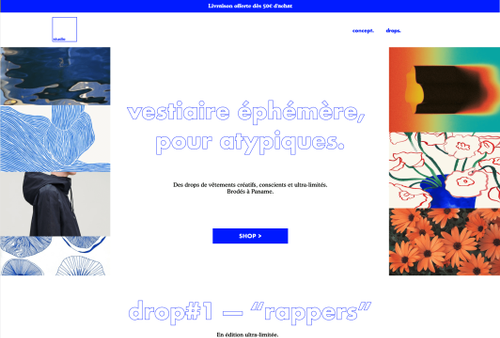 Livraison offerte dès 50€ d'achat
studio
concept. drops.
vestiaire éphémère,
pour atypiques.
Des drops de vêtements créatifs, conscients et ultra-limités.
Brodés à Paname.
SHOP >
drop#1 — “rappers”
En édition ultra-limitée.